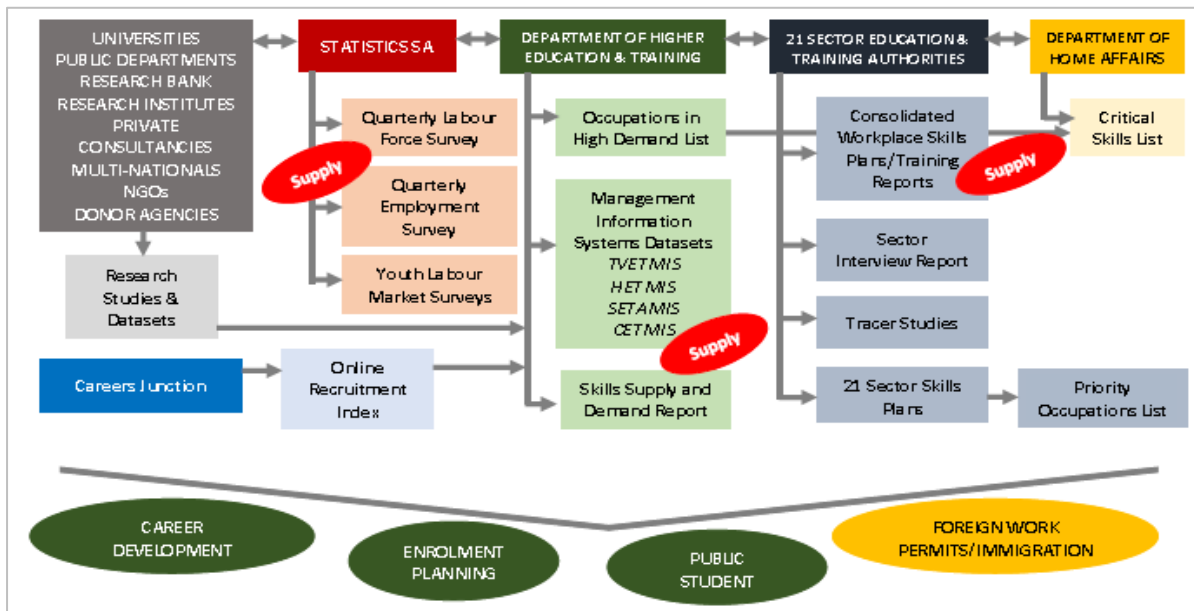 UNIVERSITIES
PUBLIC DEPARTMENTS
RESEARCH BANK
RESEARCH INSTITUTES
PRIVATE
CONSULTANCIES
MULTI-NATIONALS
NGOs
DONOR AGENCIES
STATISTICS SA
DEPARTMENT OF HIGHER
EDUCATION & TRAINING
21 SECTOR EDUCATION &
TRAINING AUTHORITIES
DEPARTMENT OF
HOME AFFAIRS
Research
Studies &
Datasets
Careers Junction
Online
Recruitment
Index
Quarterly Labour
Force Survey
Supply
Quarterly
Employment
Survey
Youth Labour
Market Surveys
Occupations in
High Demand List
Management
Information
Systems Datasets
TVETMIS
HETMIS
SETAMIS
CETMIS
Supply
Skills Supply and
Demand Report
Consolidated
Workplace Skills
Plans/Training
Reports
Supply
Sector
Interview Report
Tracer Studies
21 Sector Skills
Plans
Priority
Occupations List
Critical
Skills List
CAREER
DEVELOPMENT
ENROLMENT
PLANNING
PUBLIC
STUDENT
FOREIGN WORK
PERMITS/IMMIGRATION